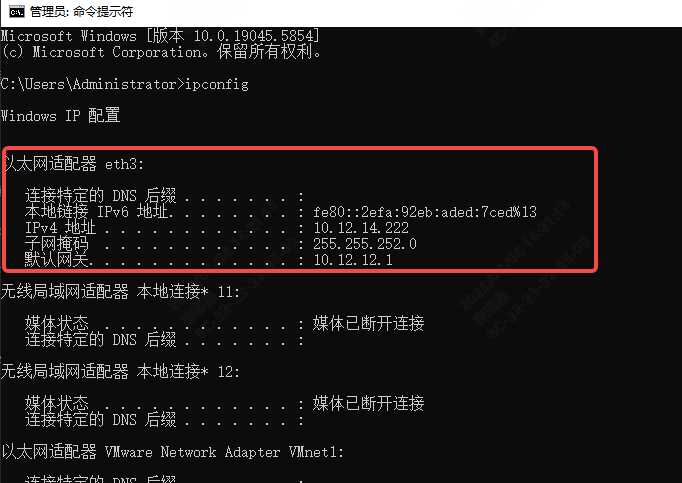 管理员: 命令提示符
Microsoft Windows [版本 10.0.19045.5854]
(c) Microsoft Corporation。保留所有权利。
C:\Users\Administrator>ipconfig
Windows IP 配置
以太网适配器 eth3:
连接特定的 DNS 后缀 . . . . . . . :
本地链接 IPv6 地址. . . . . . . . : fe80::2efa:92eb:aded:7ced%13
IPv4 地址 . . . . . . . . . . . . : 10.12.14.222
子网掩码  . . . . . . . . . . . . : 255.255.252.0
默认网关. . . . . . . . . . . . . : 10.12.12.1
无线局域网适配器 本地连接* 11:
媒体状态  . . . . . . . . . . . . : 媒体已断开连接
连接特定的 DNS 后缀 . . . . . . . :
无线局域网适配器 本地连接* 12:
媒体状态  . . . . . . . . . . . . : 媒体已断开连接
连接特定的 DNS 后缀 . . . . . . . :
以太网适配器 VMware Network Adapter VMnet1:
连接特定的 DNS 后缀 . . . . . . . :